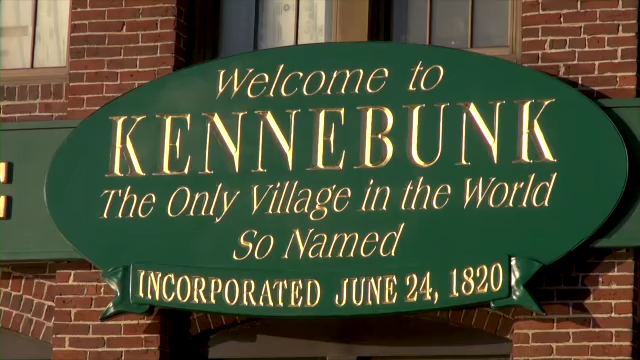 Welcome to
KENNEBUNK
The Only Village in the World
So Named
INCORPORATED JUNE 24, 1820